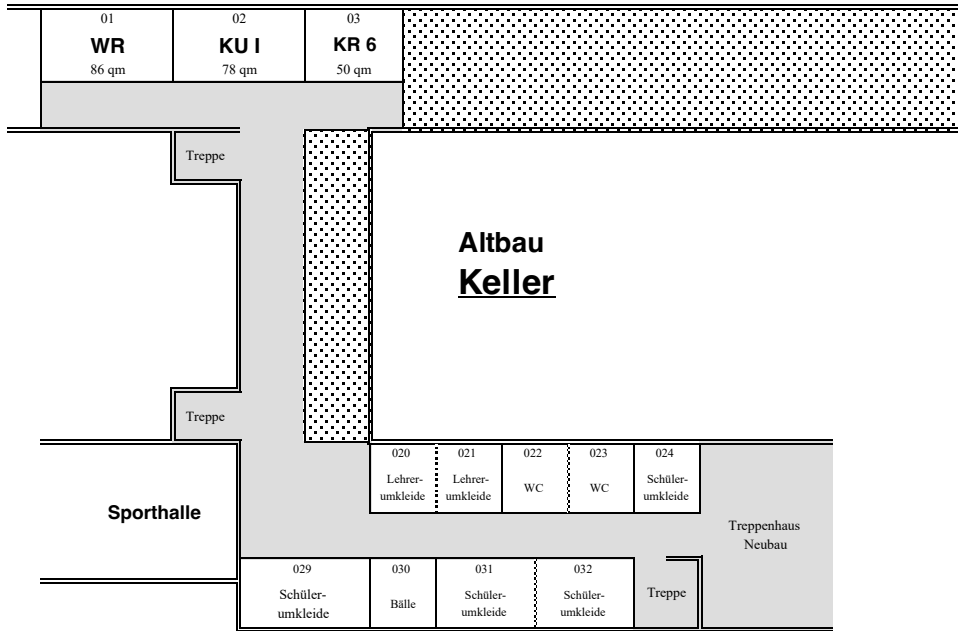 01
WR
86 qm
02
KU I
78 qm
03
KR 6
50 qm
Treppe
Altbau
Keller
Treppe
020
Lehrer-
umkleide
021
Lehrer-
umkleide
022
WC
023
WC
024
Schüler-
umkleide
Sporthalle
Treppenhaus
Neubau
029
Schüler-
umkleide
030
Bälle
031
Schüler-
umkleide
032
Schüler-
umkleide
Treppe